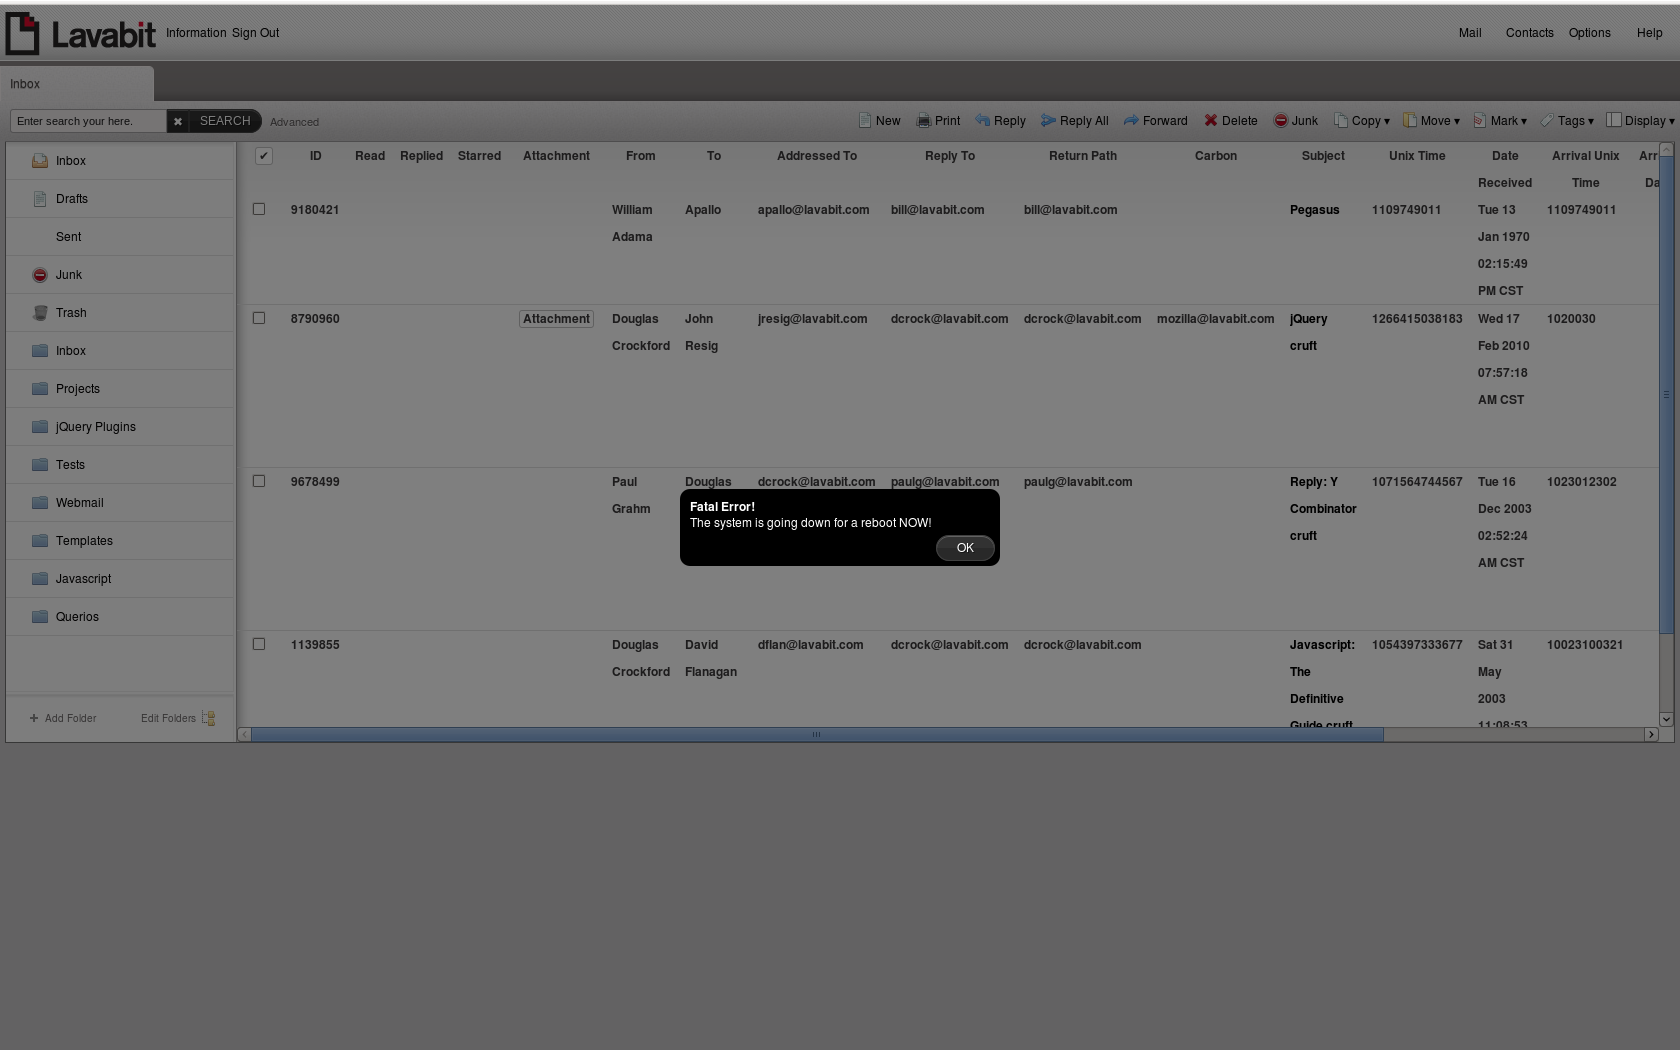 Lavabit Information Sign Out Mail Contacts Options Help
Inbox
Enter search your here. ✖ SEARCH Advanced New Print Reply Reply All Forward Delete Junk Copy ▾ Move ▾ Mark ▾ Tags ▾ Display ▾
Inbox
Drafts
Sent
Junk
Trash
Inbox
Projects
jQuery Plugins
Tests
Webmail
Templates
Javascript
Querios
+ Add Folder Edit Folders
✔ ID Read Replied Starred Attachment From To Addressed To Reply To Return Path Carbon Subject Unix Time Date Arrival Unix Arr
Received Time Da
9180421 William Apallo apallo@lavabit.com bill@lavabit.com bill@lavabit.com Pegasus 1109749011 Tue 13 1109749011
Adama Jan 1970
02:15:49
PM CST
8790960 Attachment Douglas John jresig@lavabit.com dcrock@lavabit.com dcrock@lavabit.com mozilla@lavabit.com jQuery 1266415038183 Wed 17 1020030
Crockford Resig cruft Feb 2010
07:57:18
AM CST
9678499 Paul Douglas dcrock@lavabit.com paulg@lavabit.com paulg@lavabit.com Reply: Y 1071564744567 Tue 16 1023012302
Grahm Combinator Dec 2003
cruft 02:52:24
AM CST
Fatal Error!
The system is going down for a reboot NOW!
OK
1139855 Douglas David dflan@lavabit.com dcrock@lavabit.com dcrock@lavabit.com Javascript: 1054397333677 Sat 31 10023100321
Crockford Flanagan The May
Definitive 2003
Guide cruft 11:08:53